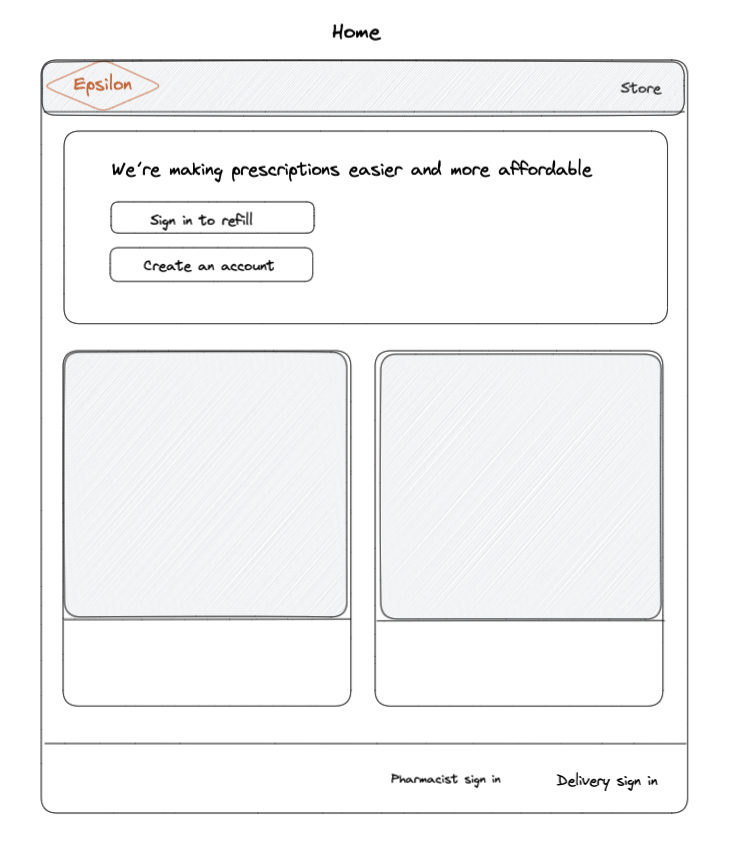 Home
Epsilon
Store
We're making prescriptions easier and more affordable
Sign in to refill
Create an account
Pharmacist sign in
Delivery sign in